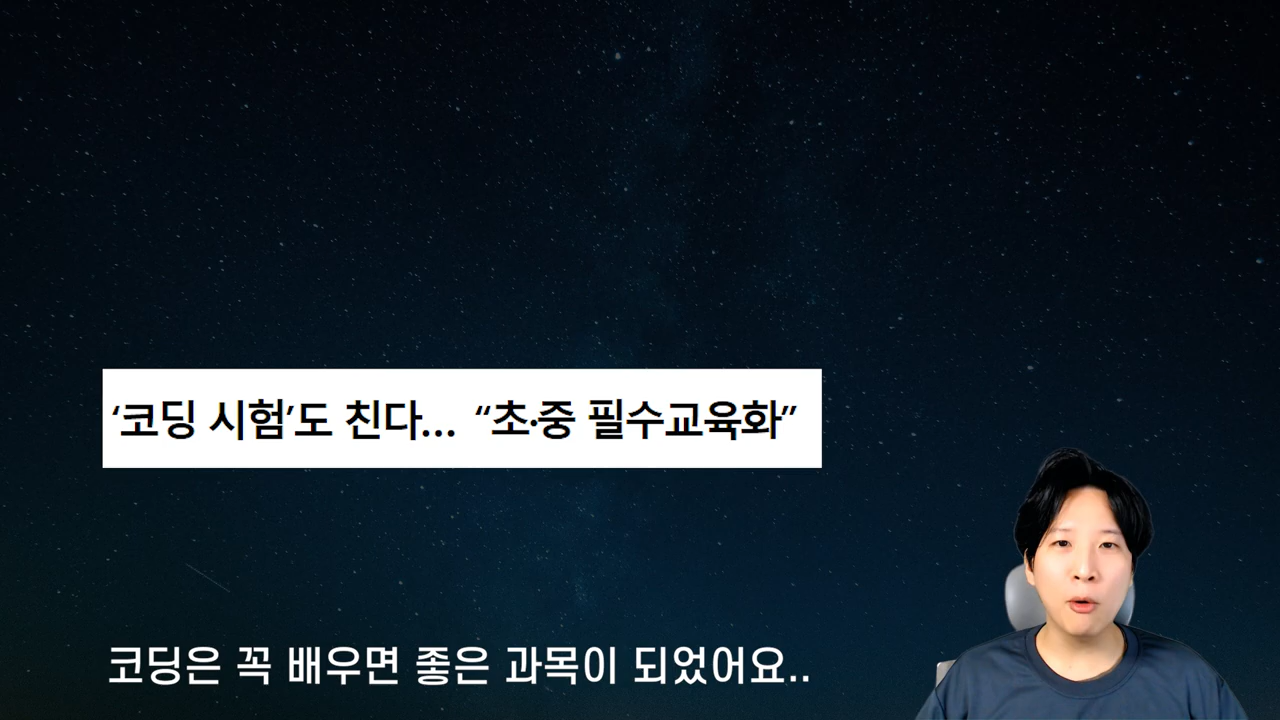 ‘코딩 시험’도 친다... “초·중 필수교육화”
코딩은 꼭 배우면 좋은 과목이 되었어요..